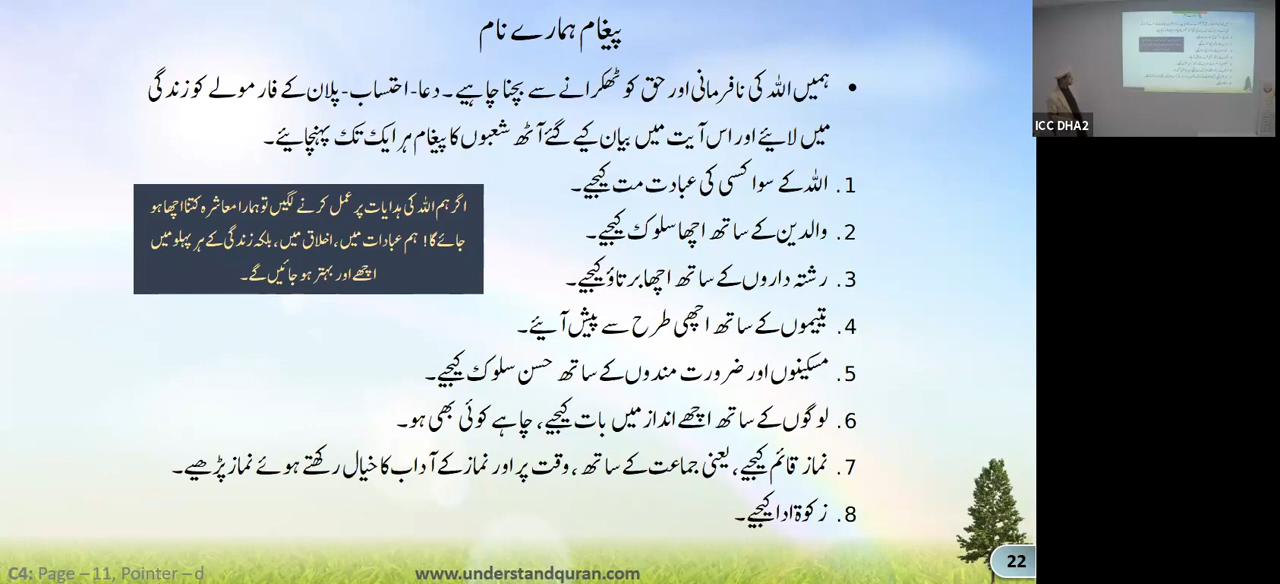 پیغام ہمارے نام
• ہمیں اللہ کی نافرمانی اور حق کو ٹھکرانے سے بچنا چاہیے۔ دعا-احتساب-پلان کے فارمولے کو زندگی
میں لائیے اور اس آیت میں بیان کیے گئے آٹھ شعبوں کا پیغام ہر ایک تک پہنچائیے۔
1. اللہ کے سوا کسی کی عبادت مت کیجیے۔
2. والدین کے ساتھ اچھا سلوک کیجیے۔
3. رشتہ داروں کے ساتھ اچھا برتاؤ کیجیے۔
4. یتیموں کے ساتھ اچھی طرح سے پیش آیئے۔
5. مسکینوں اور ضرورت مندوں کے ساتھ حسن سلوک کیجیے۔
6. لوگوں کے ساتھ اچھے انداز میں بات کیجیے، چاہے کوئی بھی ہو۔
7. نماز قائم کیجیے، یعنی جماعت کے ساتھ، وقت پر اور نماز کے آداب کا خیال رکھتے ہوئے نماز پڑھیے۔
8. زکوۃ ادا کیجیے۔
اگر ہم اللہ کی ہدایات پر عمل کرنے لگیں تو ہمارا معاشرہ کتنا اچھا ہو
جائے گا! ہم عبادات میں، اخلاق میں، بلکہ زندگی کے ہر پہلو میں
اچھے اور بہتر ہو جائیں گے۔
C4: Page – 11, Pointer – d
www.understandquran.com
22
ICC DHA2